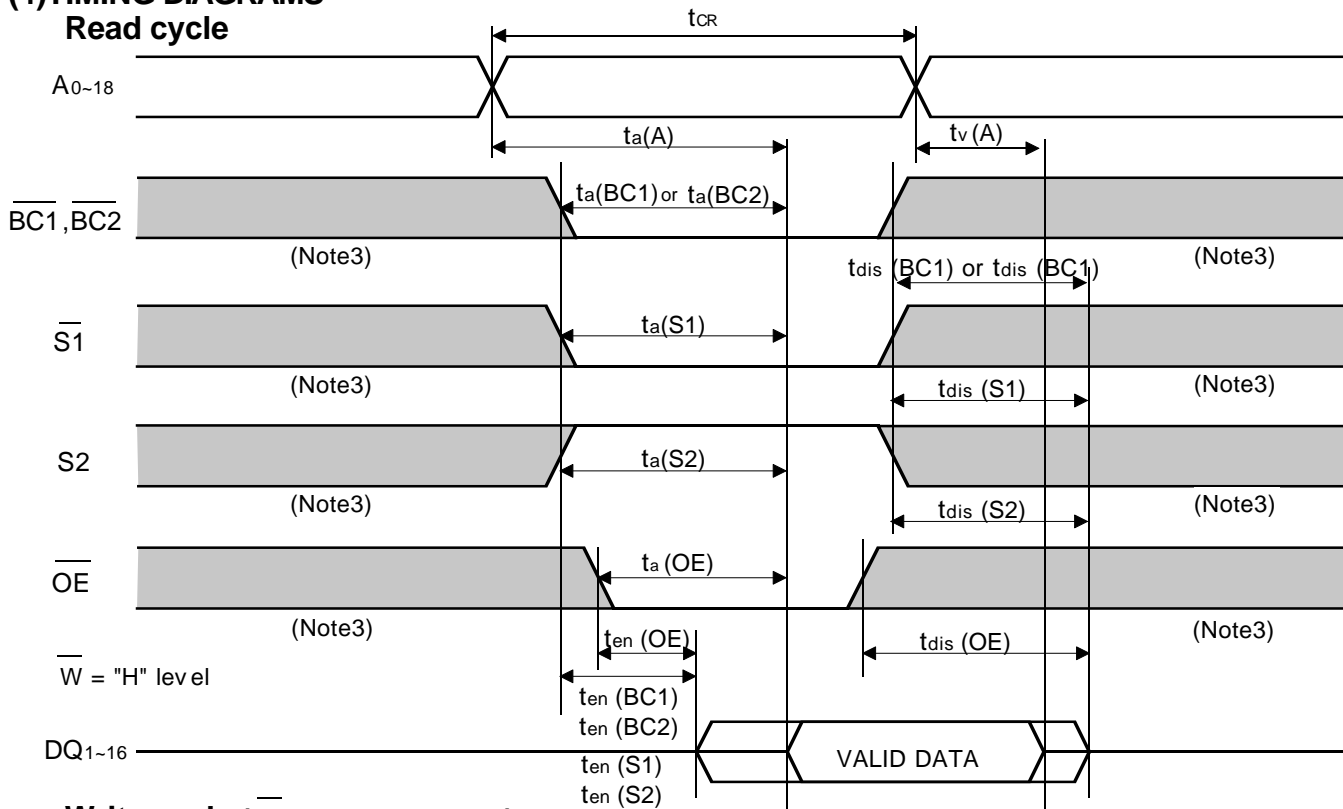 Read cycle
tCR
A0~18
ta(A)
tv (A)
BC1,BC2
ta(BC1) or ta(BC2)
(Note3)
(Note3)
tdis (BC1) or tdis (BC1)
S1
ta(S1)
(Note3)
(Note3)
tdis (S1)
S2
ta(S2)
(Note3)
(Note3)
tdis (S2)
OE
ta (OE)
(Note3)
(Note3)
ten (OE)
tdis (OE)
W = "H" level
ten (BC1)
ten (BC2)
DQ1~16
VALID DATA
ten (S1)
ten (S2)